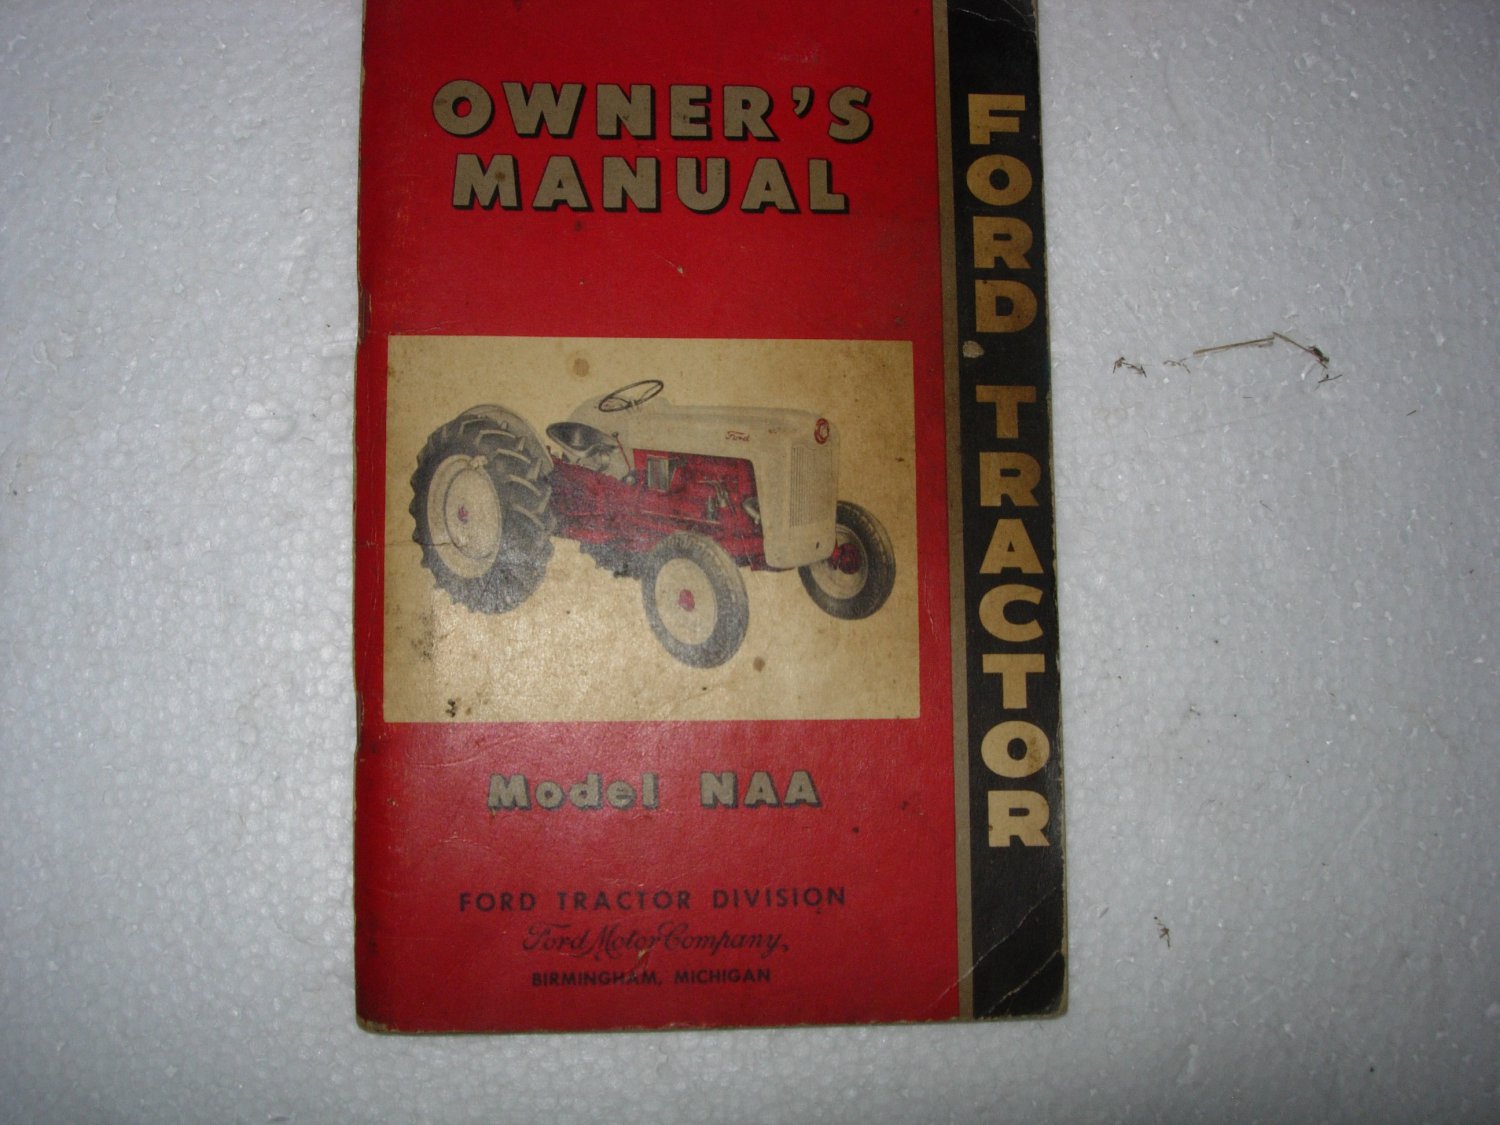 OWNER'S
MANUAL
Ford
Model NAA
FORD TRACTOR DIVISION
Ford Motor Company,
BIRMINGHAM, MICHIGAN
FORD TRACTOR